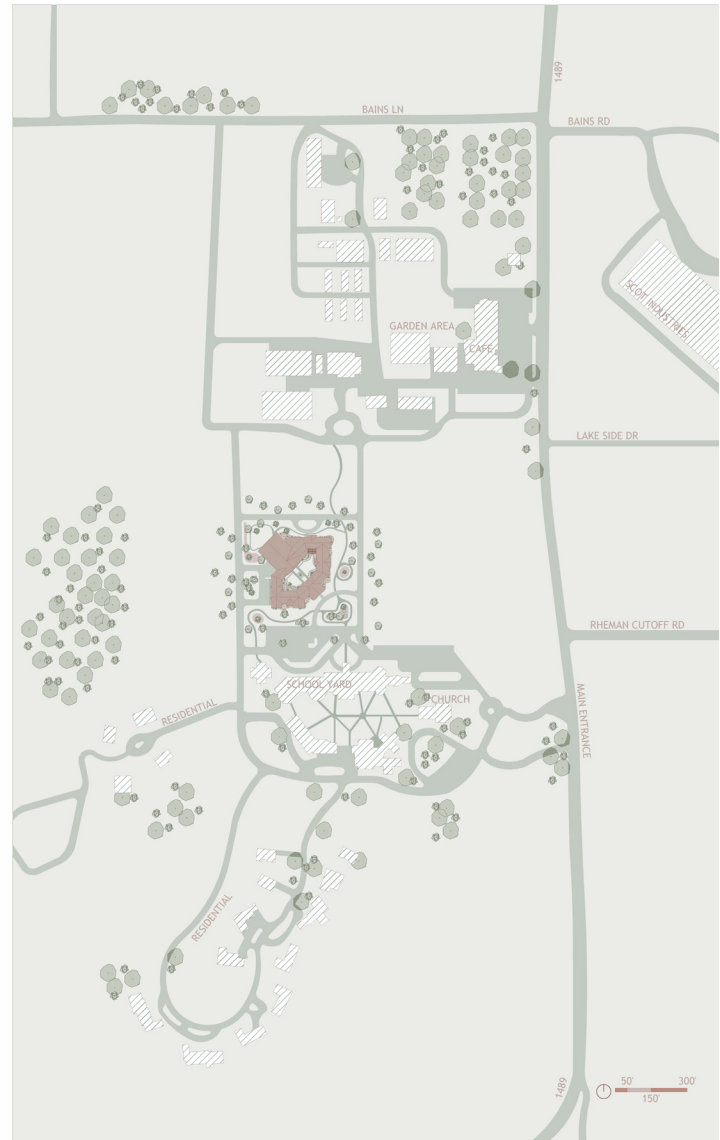 1489
BAINS LN
BAINS RD
SCOTT INDUSTRIES
GARDEN AREA
CAFE
LAKE SIDE DR
RHEMAN CUTOFF RD
SCHOOL YARD
CHURCH
MAIN ENTRANCE
RESIDENTIAL
RESIDENTIAL
1489
50'
300'
150'